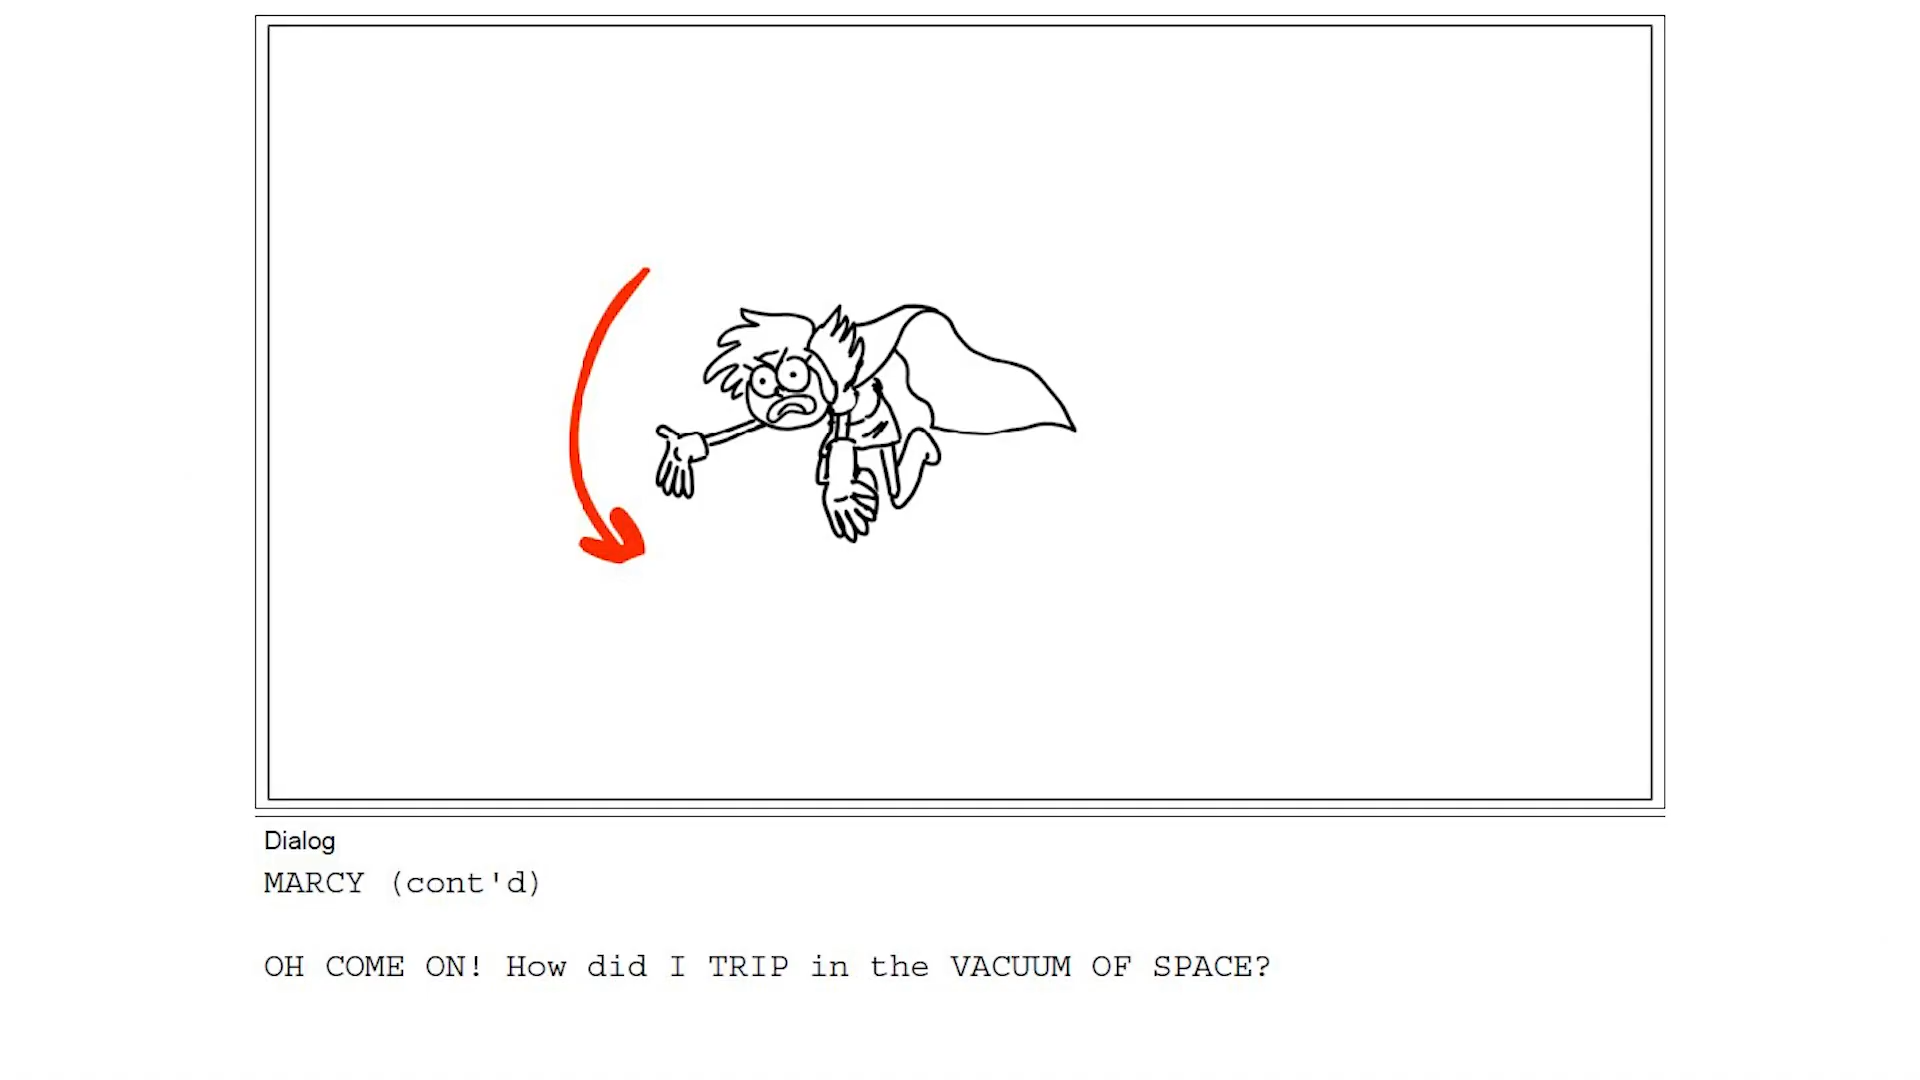 Dialog
MARCY (cont'd)
OH COME ON! How did I TRIP in the VACUUM OF SPACE?